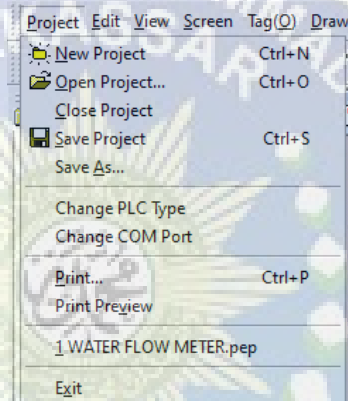 Project Edit View Screen Tag(O) Draw
New Project Ctrl+N
Open Project... Ctrl+O
Close Project
Save Project Ctrl+S
Save As...
Change PLC Type
Change COM Port
Print... Ctrl+P
Print Preview
1 WATER FLOW METER.pep
Exit